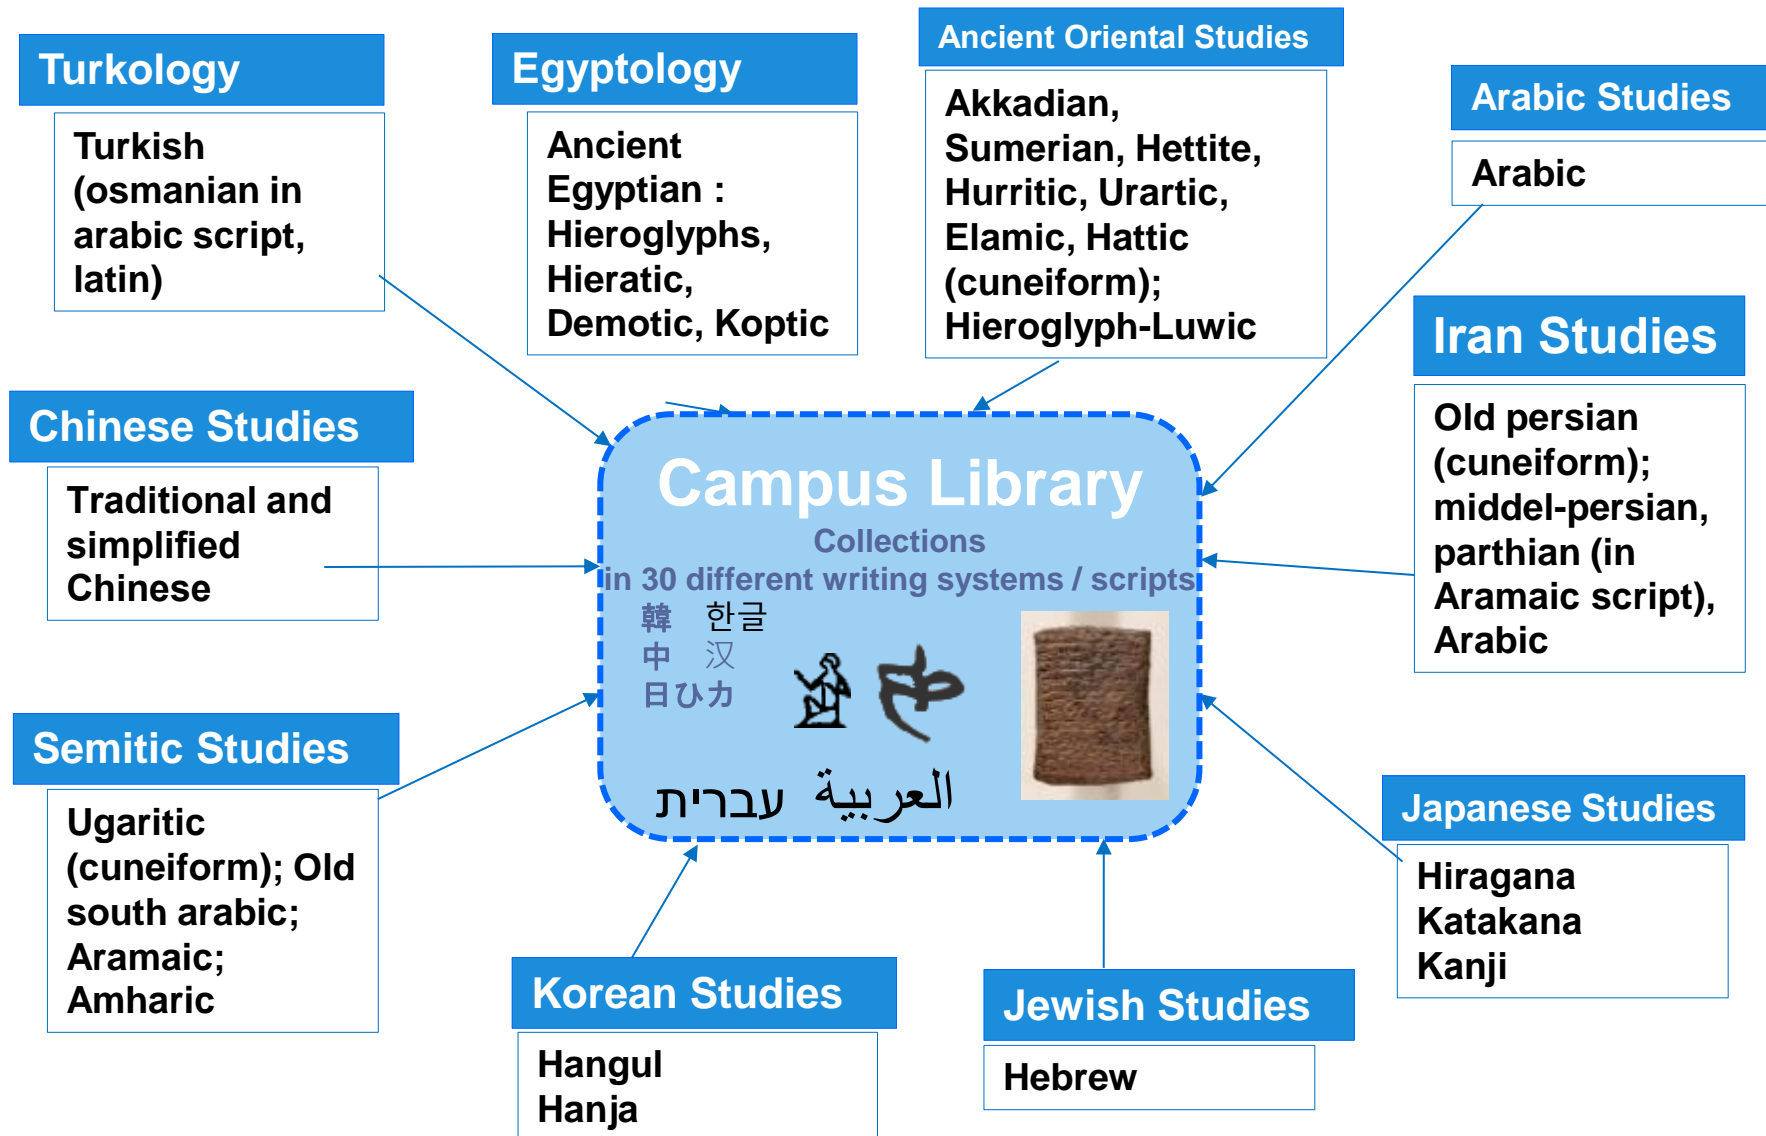 Turkology
Turkish
(osmanian in
arabic script,
latin)
Egyptology
Ancient
Egyptian :
Hieroglyphs,
Hieratic,
Demotic, Koptic
Ancient Oriental Studies
Akkadian,
Sumerian, Hettite,
Hurritic, Urartic,
Elamic, Hattic
(cuneiform);
Hieroglyph-Luwic
Arabic Studies
Arabic
Iran Studies
Old persian
(cuneiform);
middel-persian,
parthian (in
Aramaic script),
Arabic
Chinese Studies
Traditional and
simplified
Chinese
Campus Library
Collections
in 30 different writing systems / scripts
韓 한글
中 汉
日ひカ
עברית العربية
Semitic Studies
Ugaritic
(cuneiform); Old
south arabic;
Aramaic;
Amharic
Korean Studies
Hangul
Hanja
Jewish Studies
Hebrew
Japanese Studies
Hiragana
Katakana
Kanji